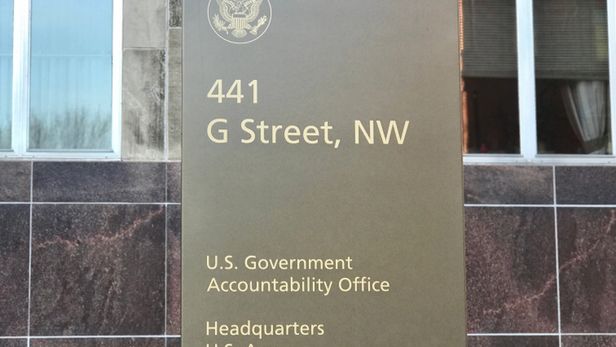 441
G Street, NW
U.S. Government
Accountability Office
Headquarters